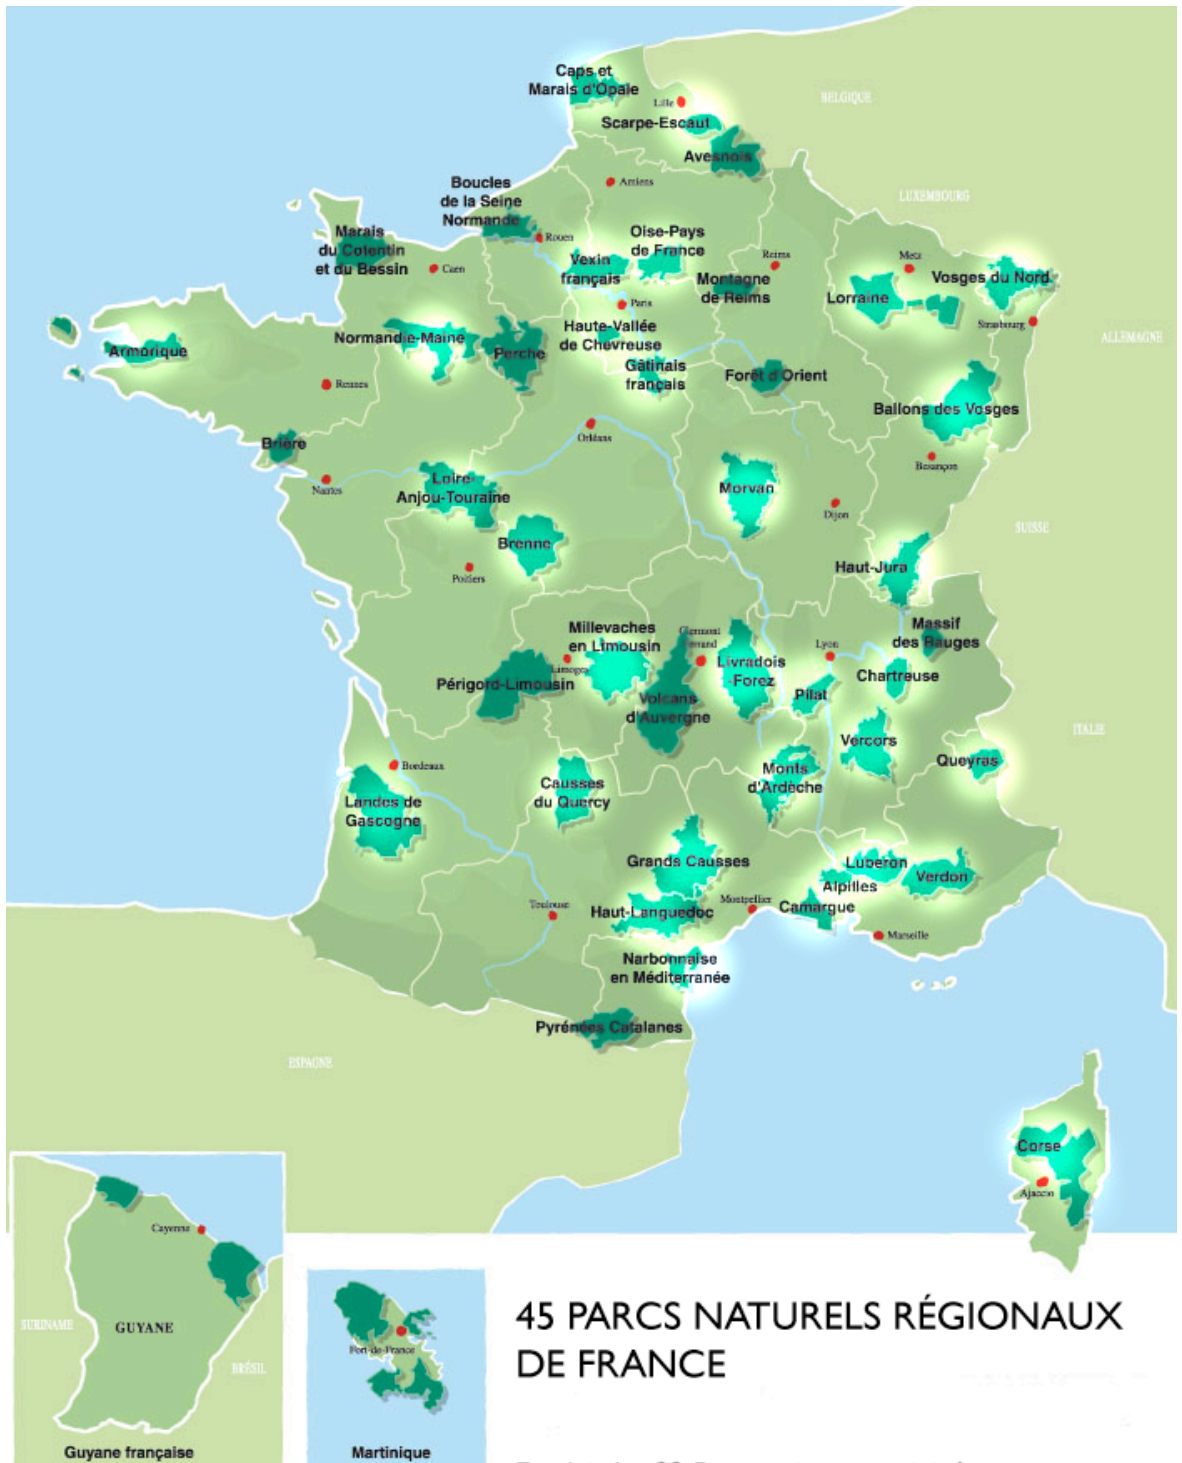 Caps et
Marais d'Opale
BELGIQUE
Lille
Scarpe-Escaut
Avesnois
Amiens
LUXEMBOURG
Boucles
de la Seine
Normande
Rouen
Marais
du Cotentin
et du Bessin
Caen
Oise-Pays
de France
Vexin
français
Reims
Montagne
de Reims
Metz
Lorraine
Vosges du Nord
Strasbourg
ALLEMAGNE
Paris
Armorique
Normandie-Maine
Perche
Haute-Vallée
de Chevreuse
Gâtinais
français
Forêt d'Orient
Rennes
Ballons des Vosges
Brière
Orléans
Besançon
Nantes
Loire-
Anjou-Touraine
Morvan
Dijon
SUISSE
Brenne
Poitiers
Haut-Jura
Massif
des Bauges
Millevaches
en Limousin
Clermont
Ferrand
Lyon
Limoges
Livradois
-Forez
Chartreuse
Périgord-Limousin
Volcans
d'Auvergne
Pilat
ITALIE
Vercors
Queyras
Bordeaux
Causses
du Quercy
Monts
d'Ardèche
Landes de
Gascogne
Grands Causses
Luberon
Verdon
Alpilles
Toulouse
Haut-Languedoc
Montpellier
Camargue
Marseille
Narbonnaise
en Méditerranée
Pyrénées Catalanes
ESPAGNE
Corse
Ajaccio
Cayenne
SURINAME
GUYANE
BRÉSIL
Guyane française
Fort-de-France
Martinique
45 PARCS NATURELS RÉGIONAUX
DE FRANCE